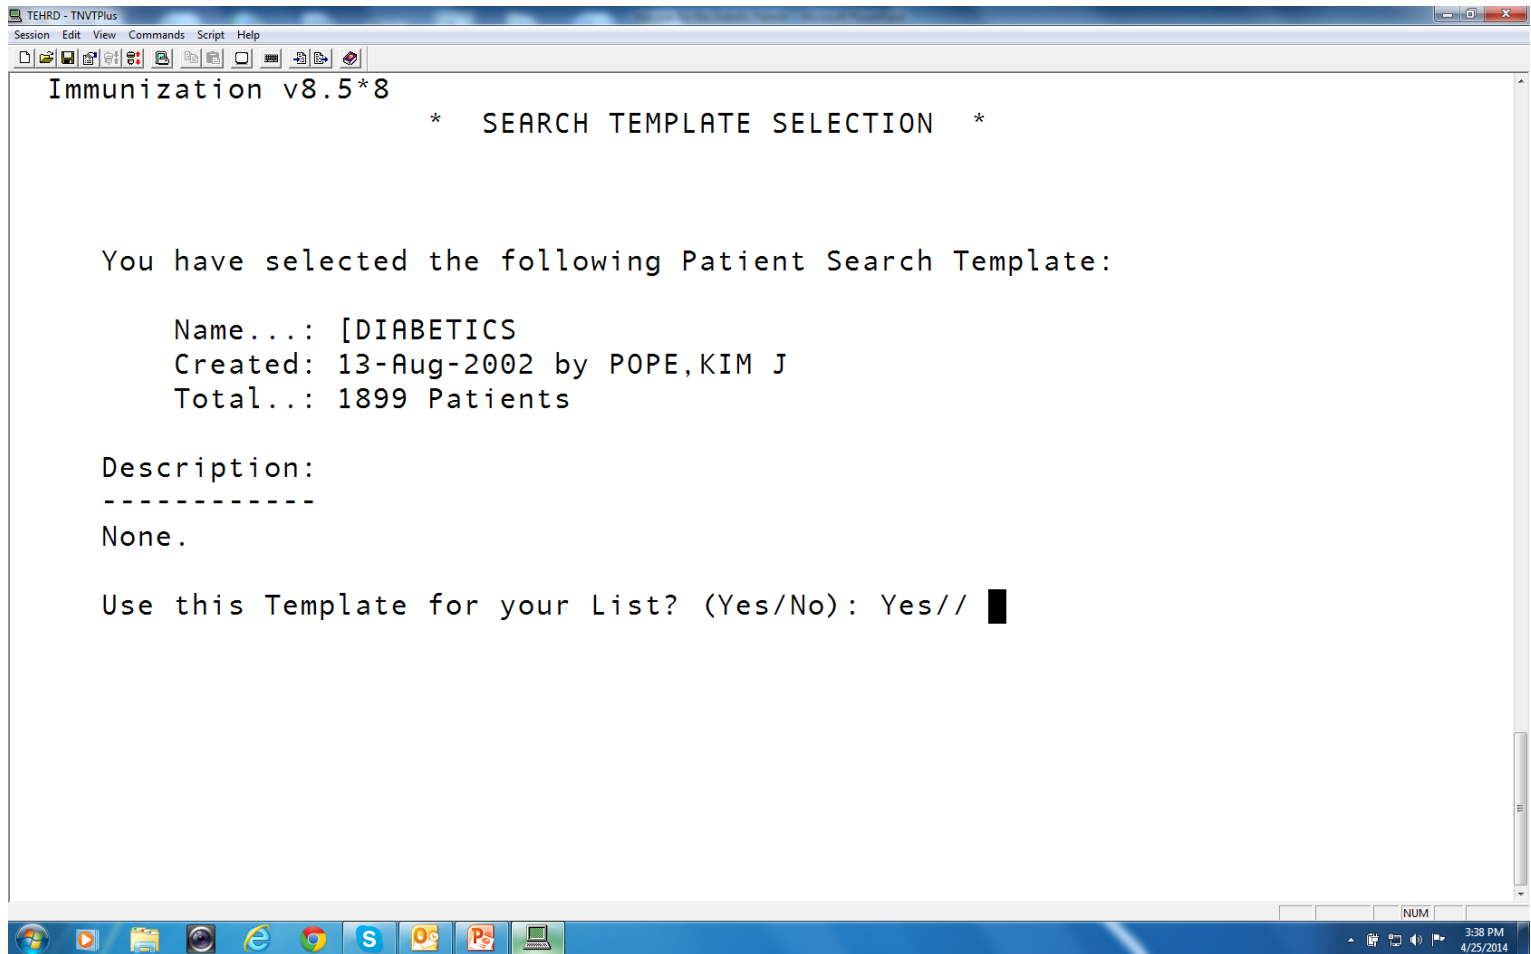 TEHRD - TNVTPlus
Session Edit View Commands Script Help
Immunization v8.5*8
* SEARCH TEMPLATE SELECTION *
You have selected the following Patient Search Template:
Name...: [DIABETICS
Created: 13-Aug-2002 by POPE,KIM J
Total..: 1899 Patients
Description:
------------
None.
Use this Template for your List? (Yes/No): Yes//
NUM
3:38 PM
4/25/2014